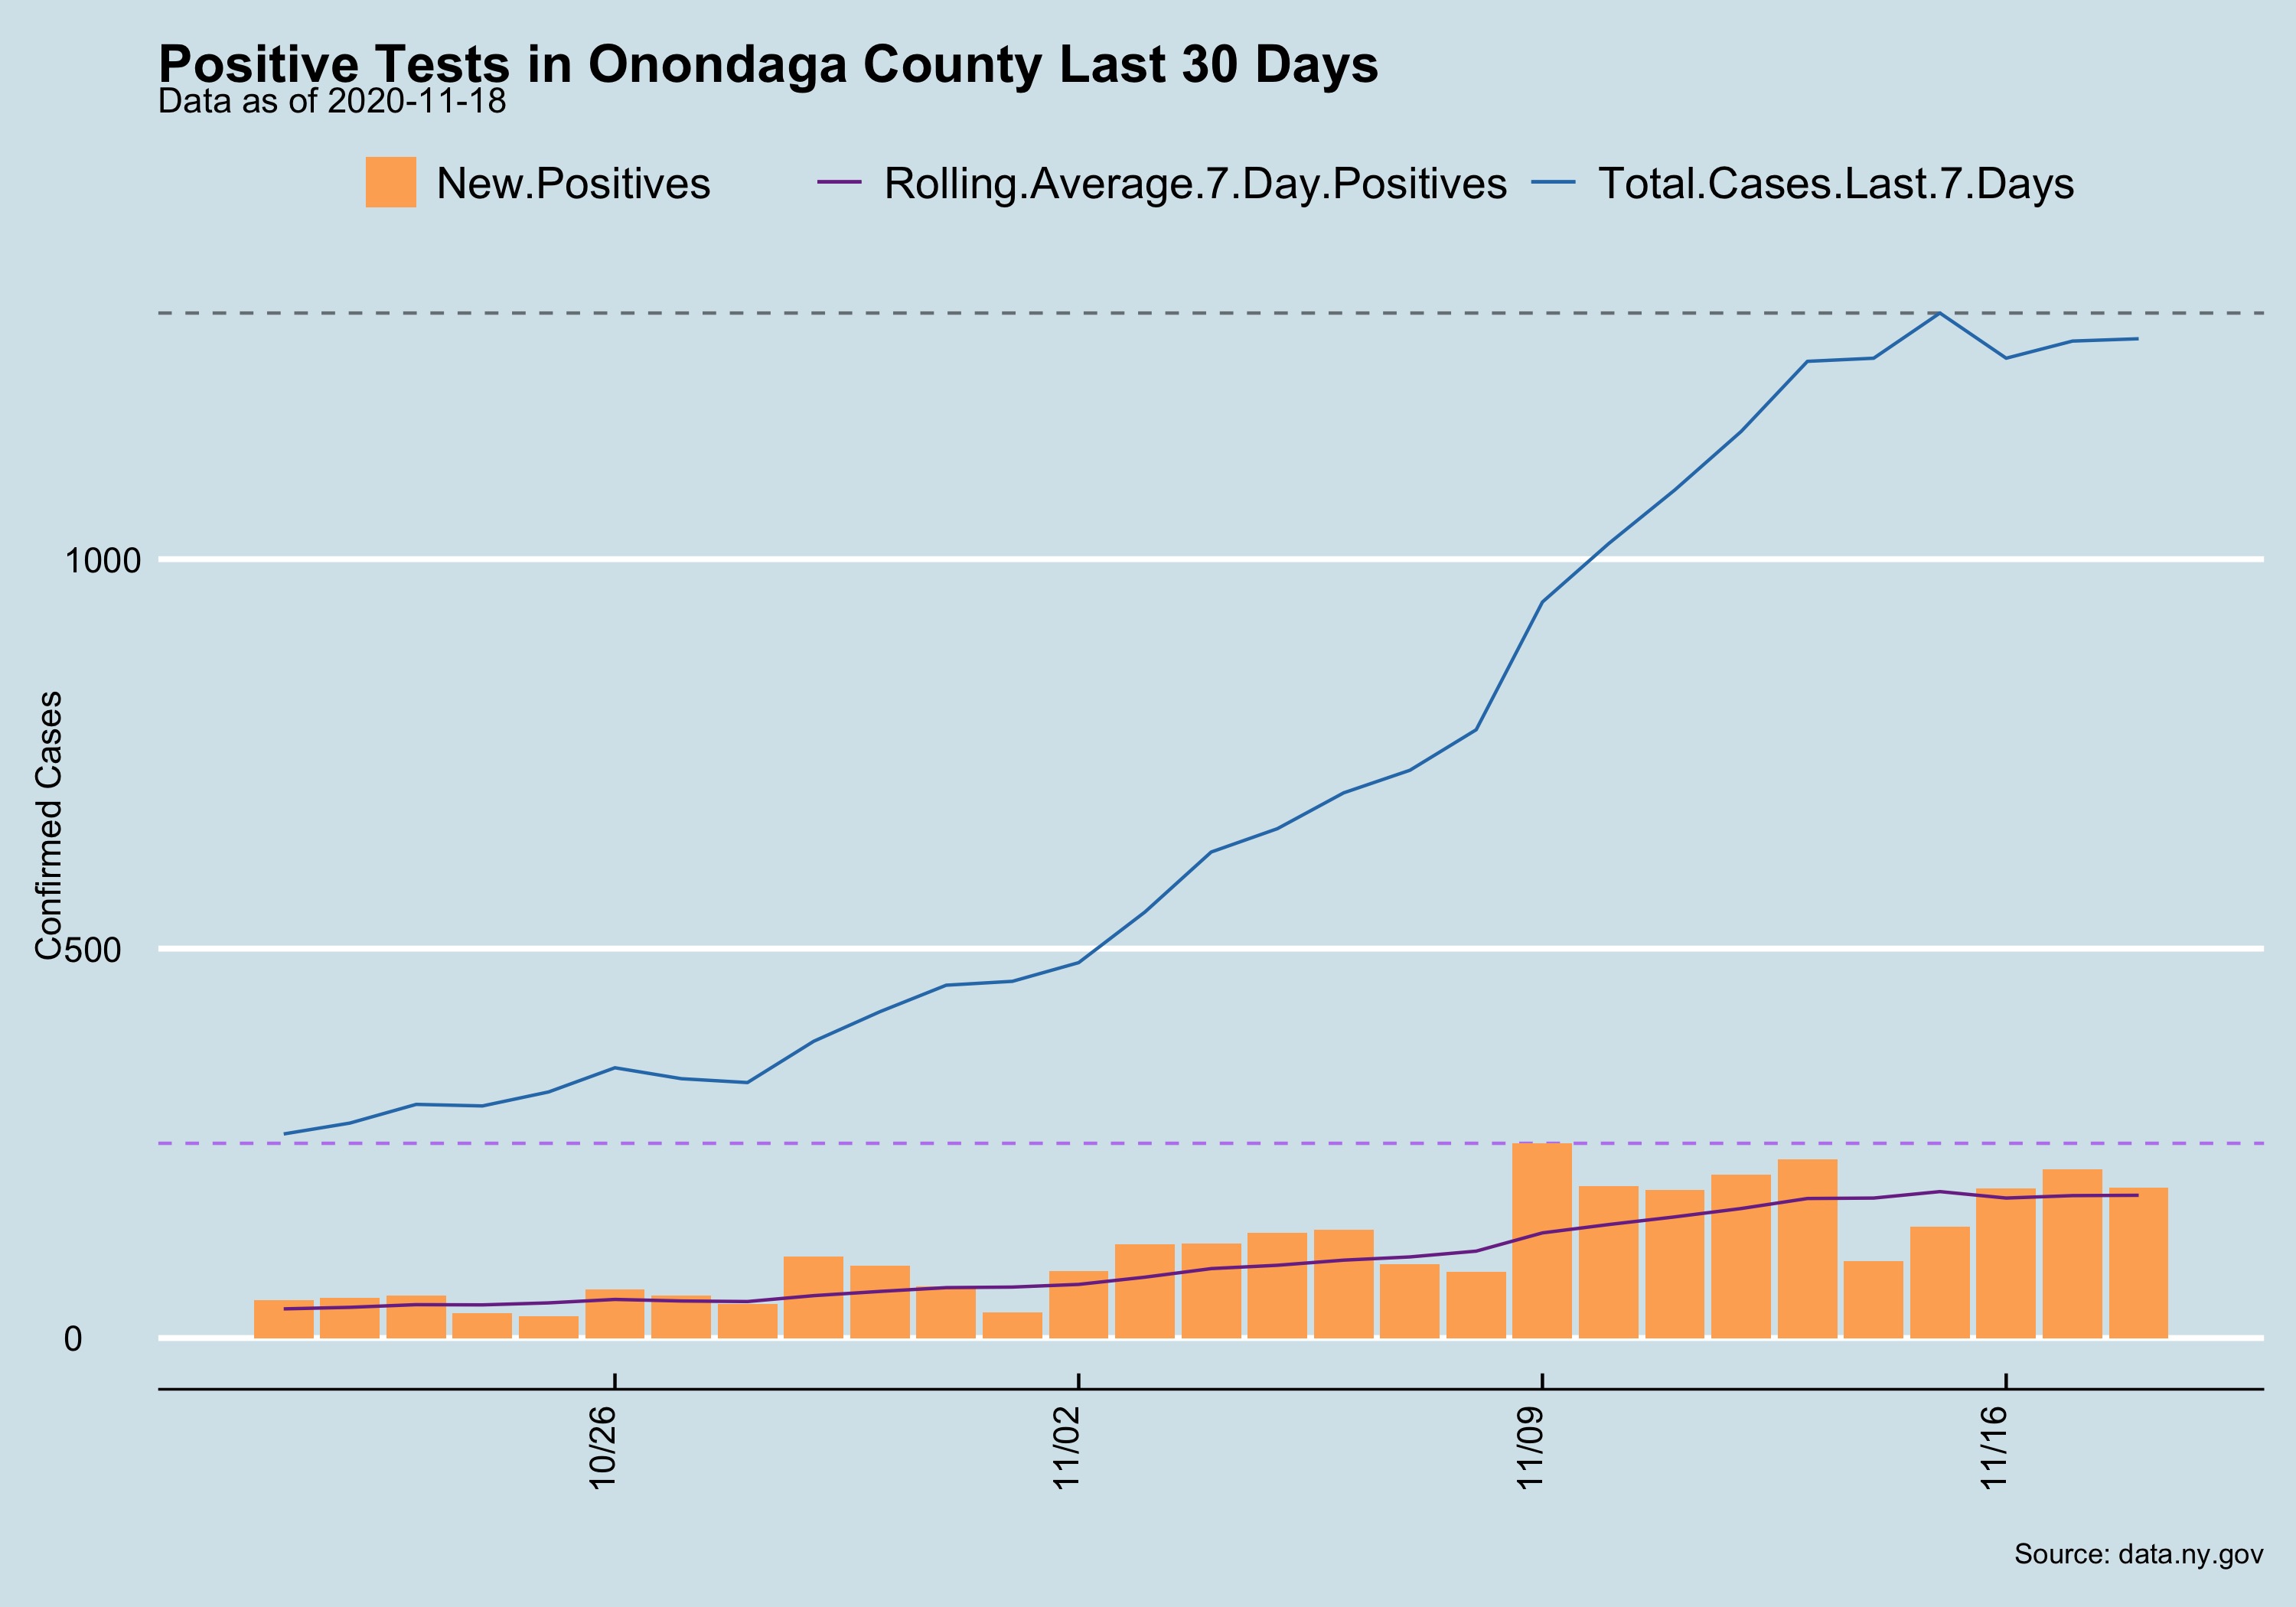 Positive Tests in Onondaga County Last 30 Days
Data as of 2020-11-18
New.Positives Rolling.Average.7.Day.Positives Total.Cases.Last.7.Days
Confirmed Cases
1000
500
0
10/26 11/02 11/09 11/16
Source: data.ny.gov